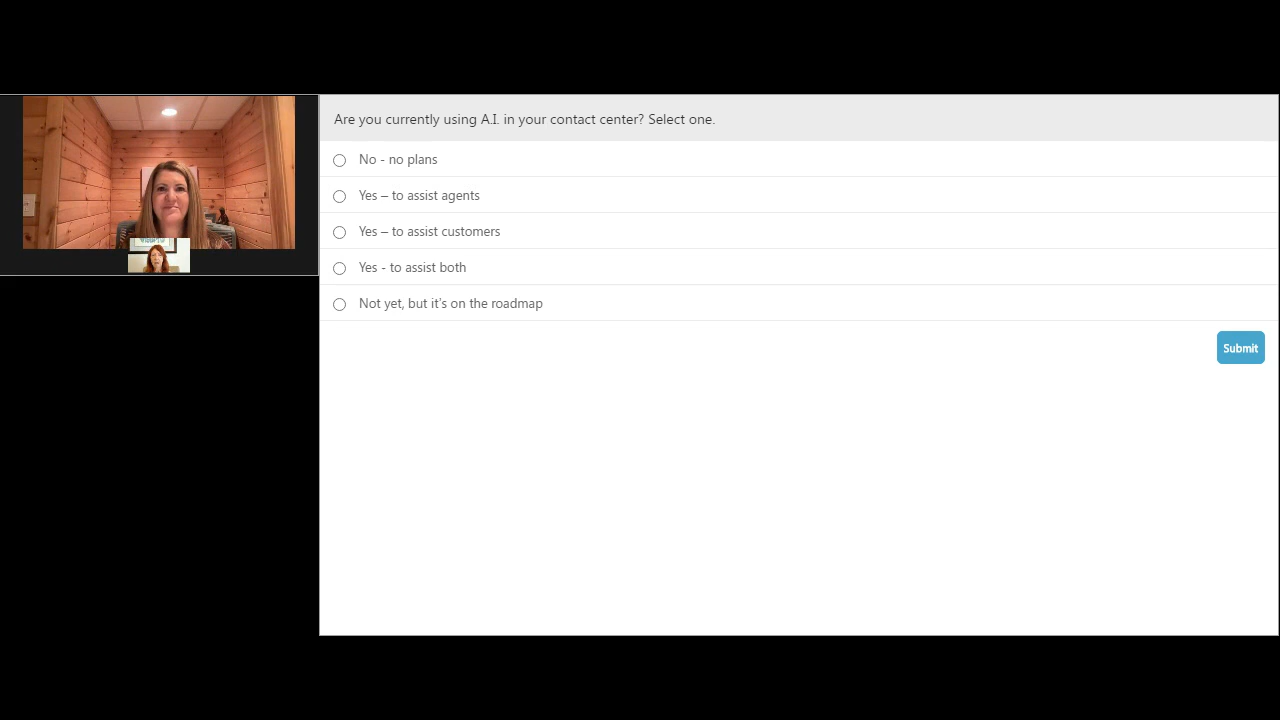 Are you currently using A.I. in your contact center? Select one.
No - no plans
Yes – to assist agents
Yes – to assist customers
Yes - to assist both
Not yet, but it's on the roadmap
Submit